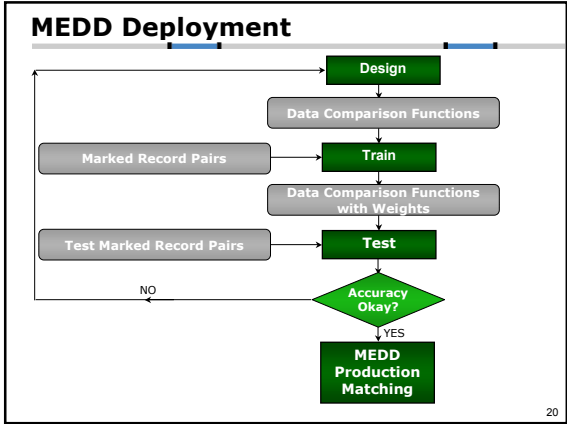 MEDD Deployment
Design
Data Comparison Functions
Marked Record Pairs
Train
Data Comparison Functions
with Weights
Test Marked Record Pairs
Test
Accuracy
Okay?
NO
YES
MEDD
Production
Matching
20